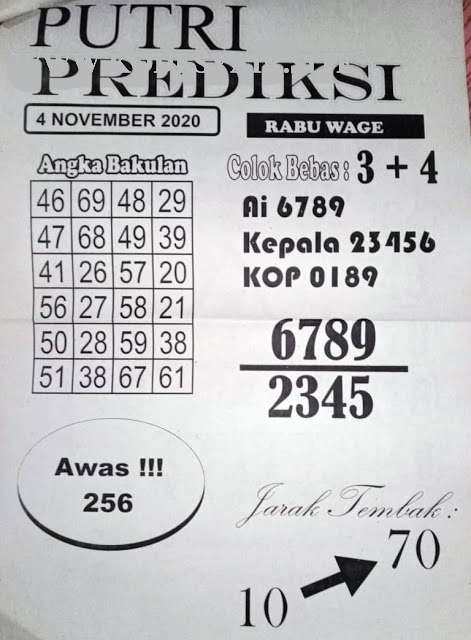 PUTRI
PREDIKSI
4 NOVEMBER 2020
RABU WAGE
Angka Bakulan
46 69 48 29
47 68 49 39
41 26 57 20
56 27 58 21
50 28 59 38
51 38 67 61
Colok Bebas : 3 + 4
Ai 6789
Kepala 23456
KOP 0189
6789
2345
Awas !!!
256
Jarak Tembak :
10
70